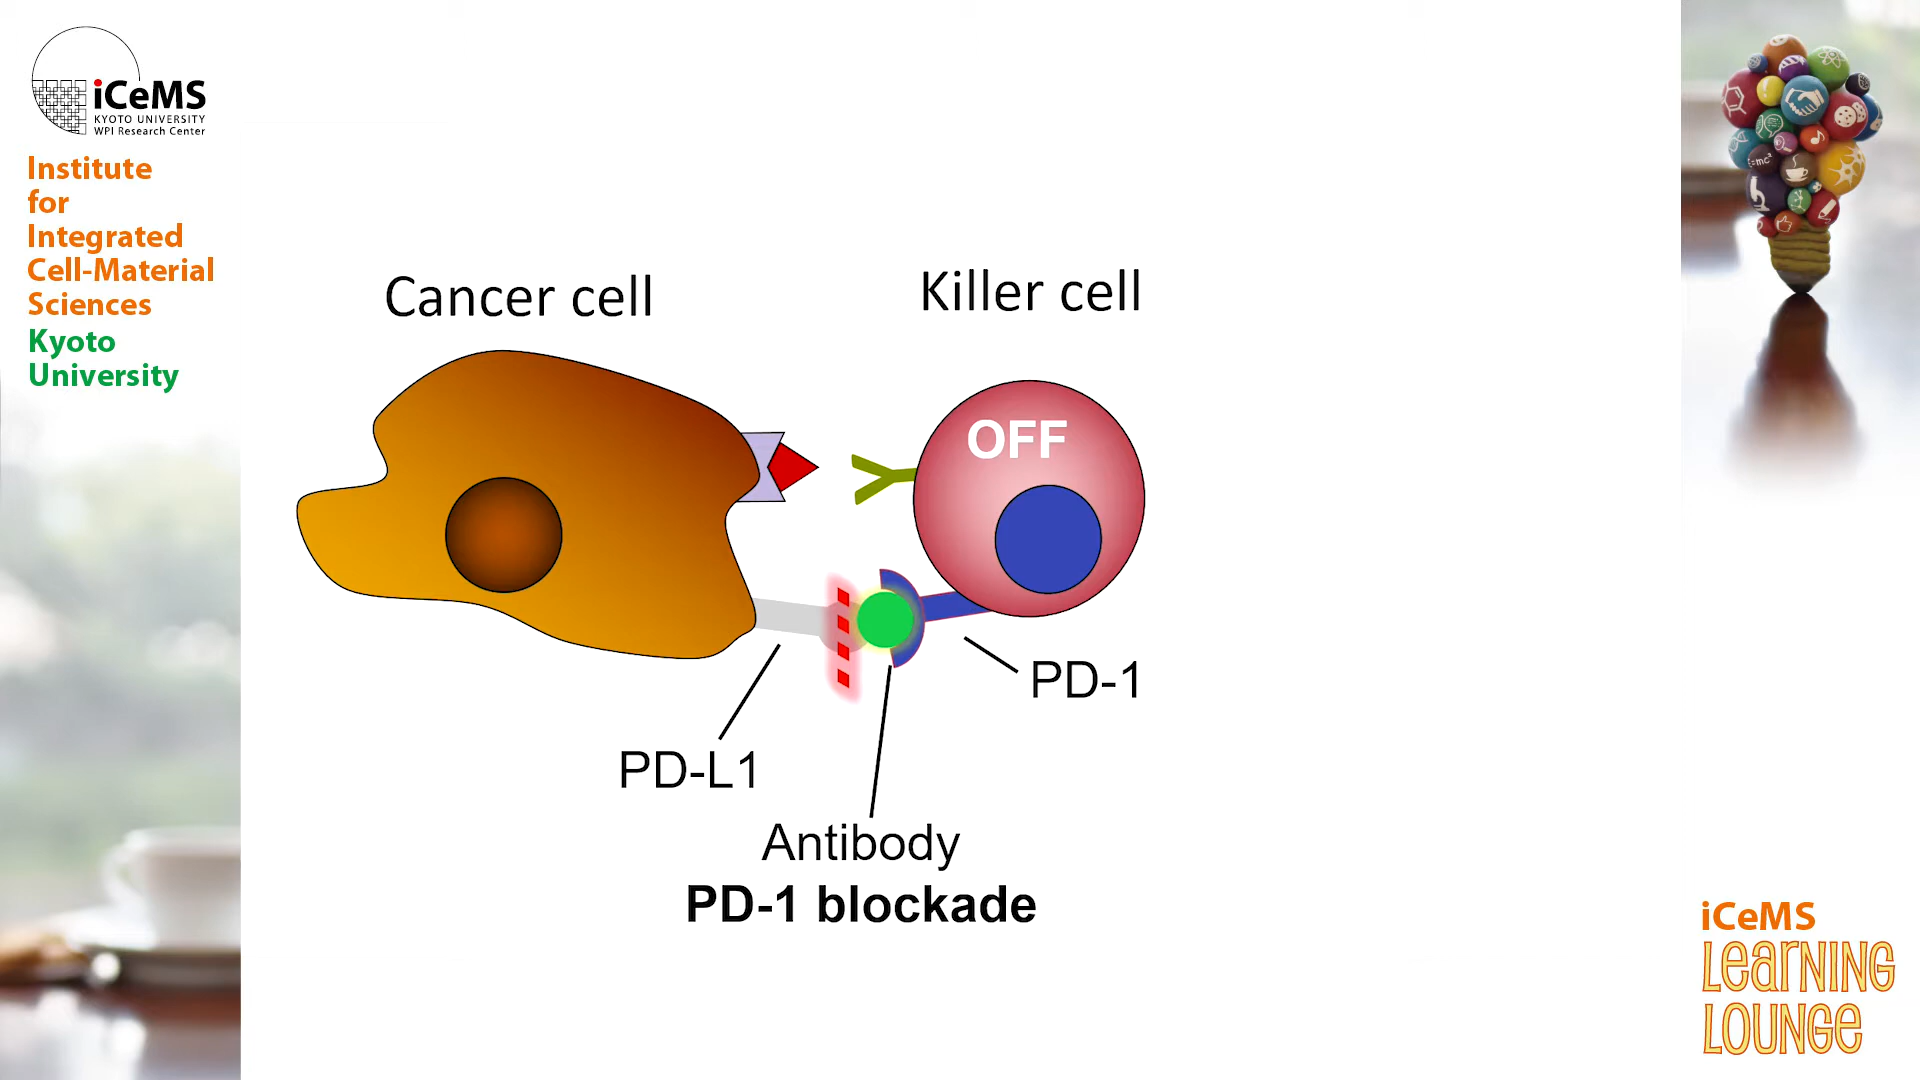 iCeMS
KYOTO UNIVERSITY
WPI Research Center
Institute
for
Integrated
Cell-Material
Sciences
Kyoto
University
Cancer cell
Killer cell
OFF
PD-1
PD-L1
Antibody
PD-1 blockade
iCeMS
LeaRNING
LOUNGe